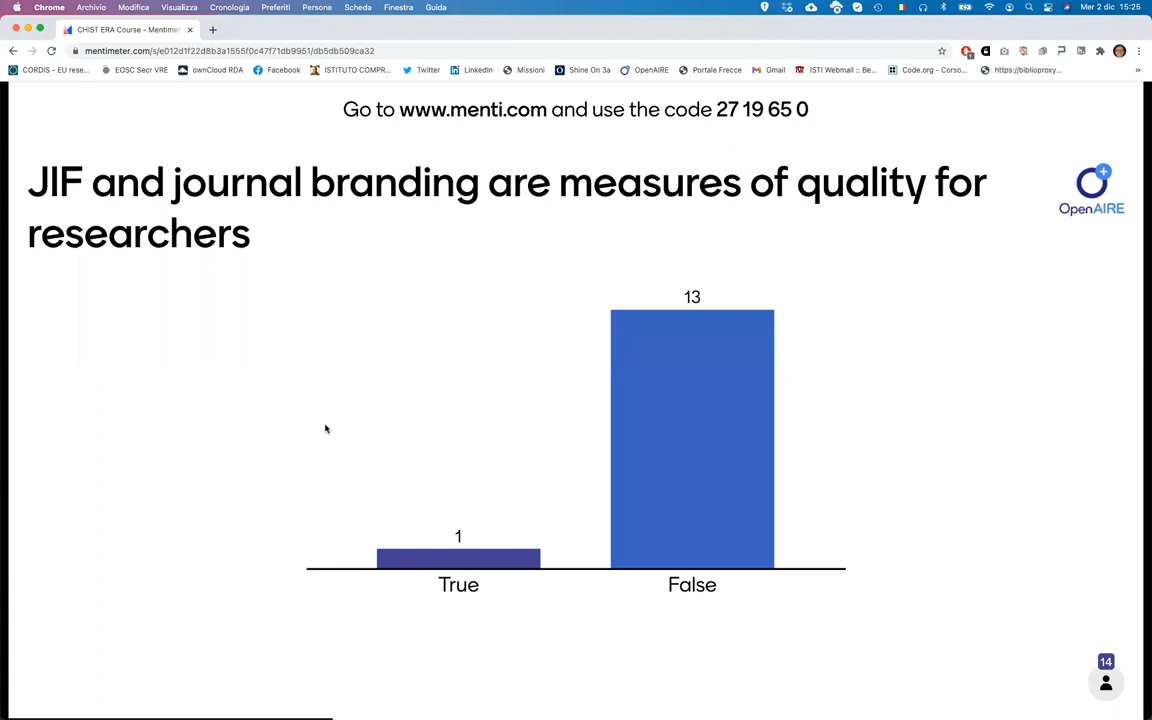 Chrome Archivio Modifica Visualizza Cronologia Preferiti Persone Scheda Finestra Guida Mer 2 dic 15:25
CHIST ERA Course - Mentimet
mentimeter.com/s/e012d1f22d8b3a1555f0c47f71db9951/db5db509ca32
CORDIS - EU rese... EOSC Secr VRE ownCloud RDA Facebook ISTITUTO COMPR... Twitter LinkedIn Missioni Shine On 3a OpenAIRE Portale Frecce Gmail ISTI Webmail :: Be... Code.org - Corso... https://biblioproxy... »
Go to www.menti.com and use the code 27 19 65 0
JIF and journal branding are measures of quality for
researchers
OpenAIRE
13
1
True False
14